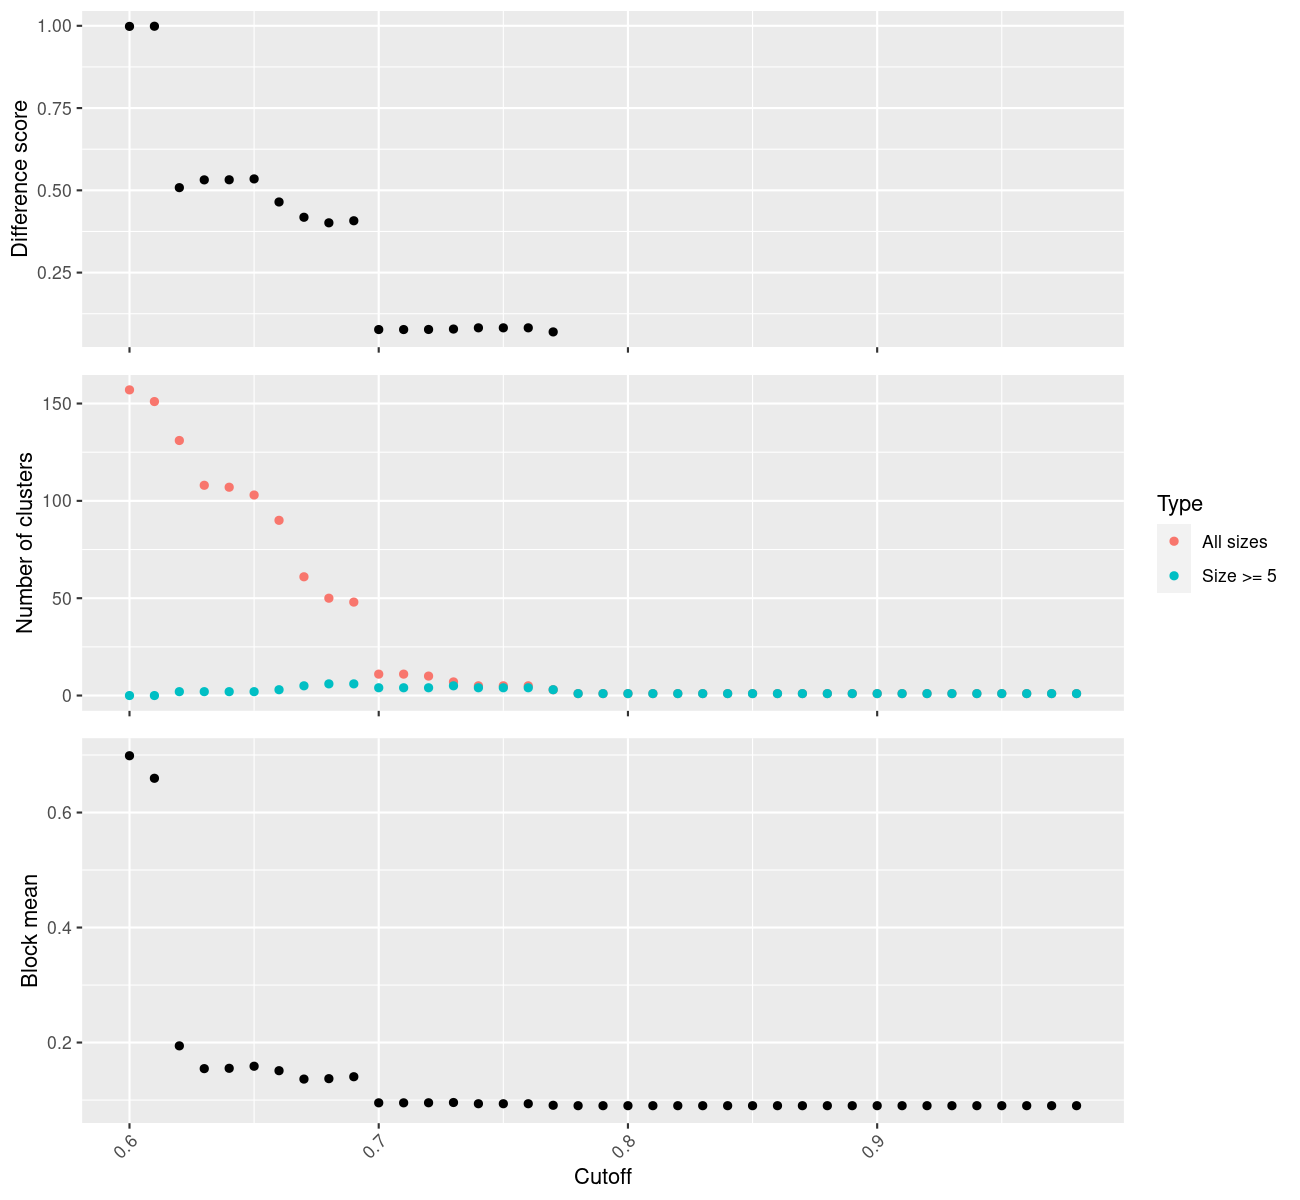 Difference score
1.00
0.75
0.50
0.25
Number of clusters
150
100
50
0
Type
All sizes
Size >= 5
Block mean
0.6
0.4
0.2
0.6
0.7
0.8
0.9
Cutoff